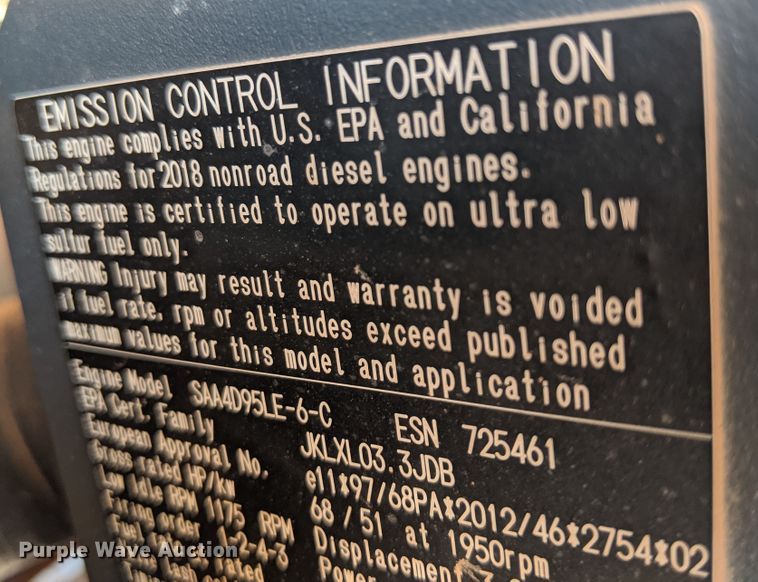 EMISSION CONTROL INFORMATION
This engine complies with U.S. EPA and California
Regulations for 2018 nonroad diesel engines.
This engine is certified to operate on ultra low
sulfur fuel only.
WARNING Injury may result and warranty is voided
if fuel rate, rpm or altitudes exceed published
maximum values for this model and application
Engine Model SAA4D95LE-6-C ESN 725461
EPA Cert. Family JKLXL03.3JDB
European Approval No. e11*97/68PA*2012/46*2754*02
Gross rated HP/kW 68/51 at 1950rpm
Low Idle RPM 1175 RPM Displacement
Firing order 1-2-4-3 Power
Fuel rated
Purple Wave Auction